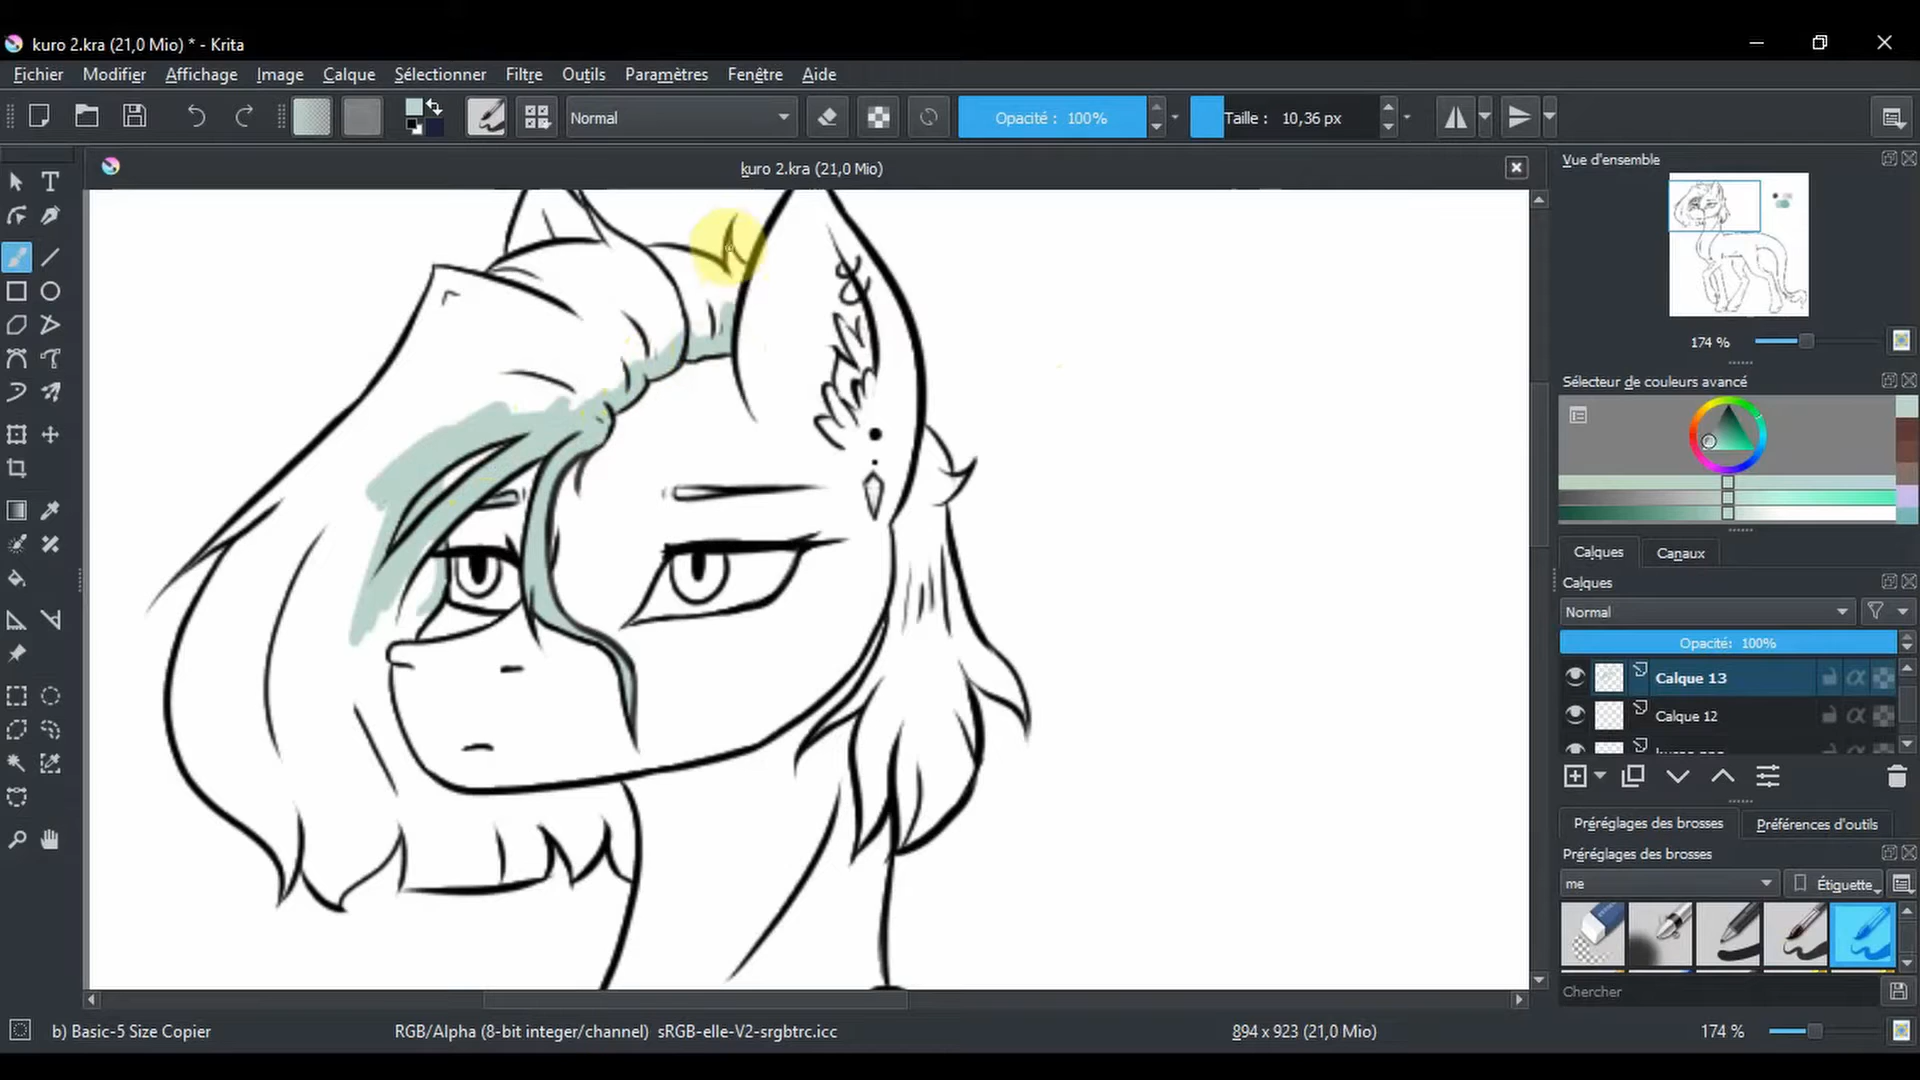 kuro 2.kra (21,0 Mio) * - Krita
Fichier Modifier Affichage Image Calque Sélectionner Filtre Outils Paramètres Fenêtre Aide
Normal
Opacité : 100%
Taille : 10,36 px
kuro 2.kra (21,0 Mio)
Vue d'ensemble
174 %
Sélecteur de couleurs avancé
Calques Canaux
Calques
Normal
Opacité: 100%
Calque 13
Calque 12
Préréglages des brosses Préférences d'outils
Préréglages des brosses
me
Étiquette
Chercher
b) Basic-5 Size Copier
RGB/Alpha (8-bit integer/channel) sRGB-elle-V2-srgbtrc.icc
894 x 923 (21,0 Mio)
174 %